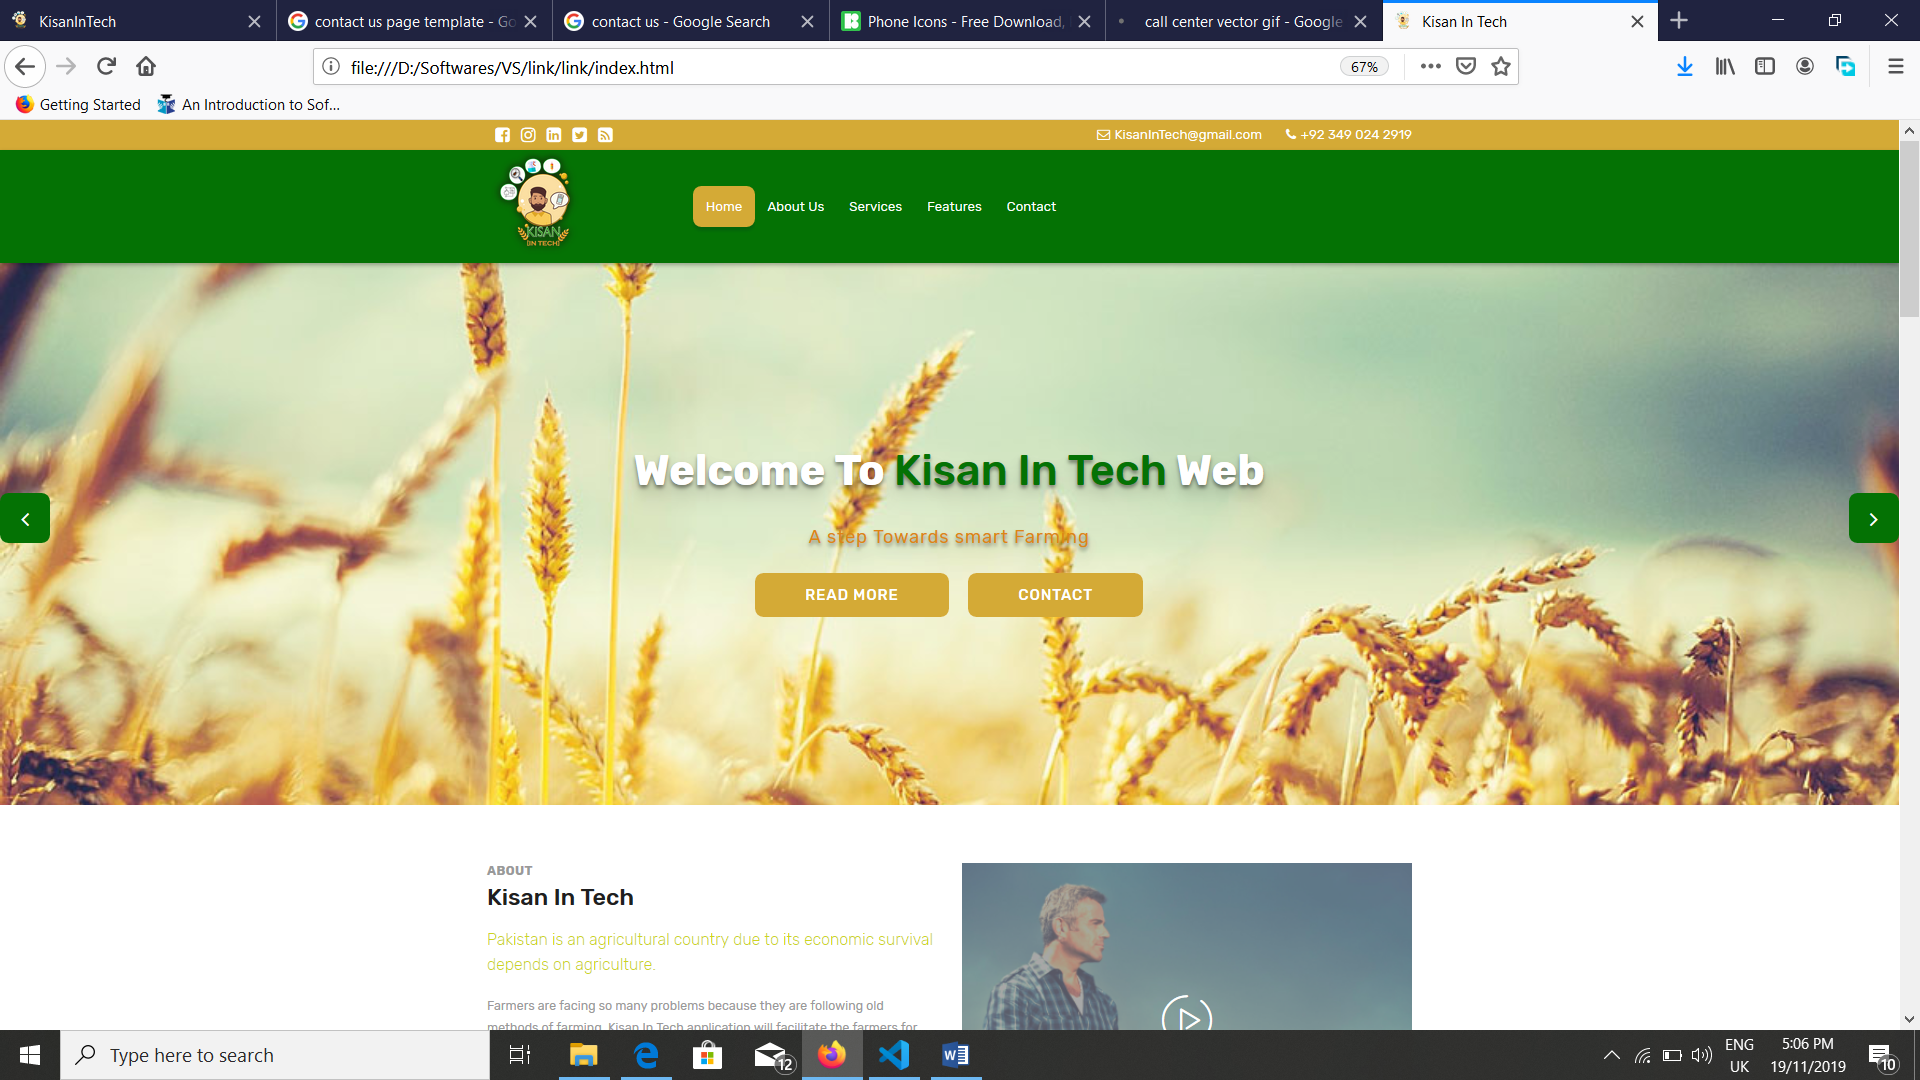 KisanInTech
contact us page template - Go
contact us - Google Search
Phone Icons - Free Download,
call center vector gif - Google
Kisan In Tech
file:///D:/Softwares/VS/link/link/index.html
67%
Getting Started
An Introduction to Sof...
KisanInTech@gmail.com
+92 349 024 2919
KISAN
(IN TECH)
Home
About Us
Services
Features
Contact
Welcome To Kisan In Tech Web
A step Towards smart Farming
READ MORE
CONTACT
ABOUT
Kisan In Tech
Pakistan is an agricultural country due to its economic survival
depends on agriculture.
Farmers are facing so many problems because they are following old
methods of farming. Kisan In Tech application will facilitate the farmers for
Type here to search
12
ENG
UK
5:06 PM
19/11/2019
10